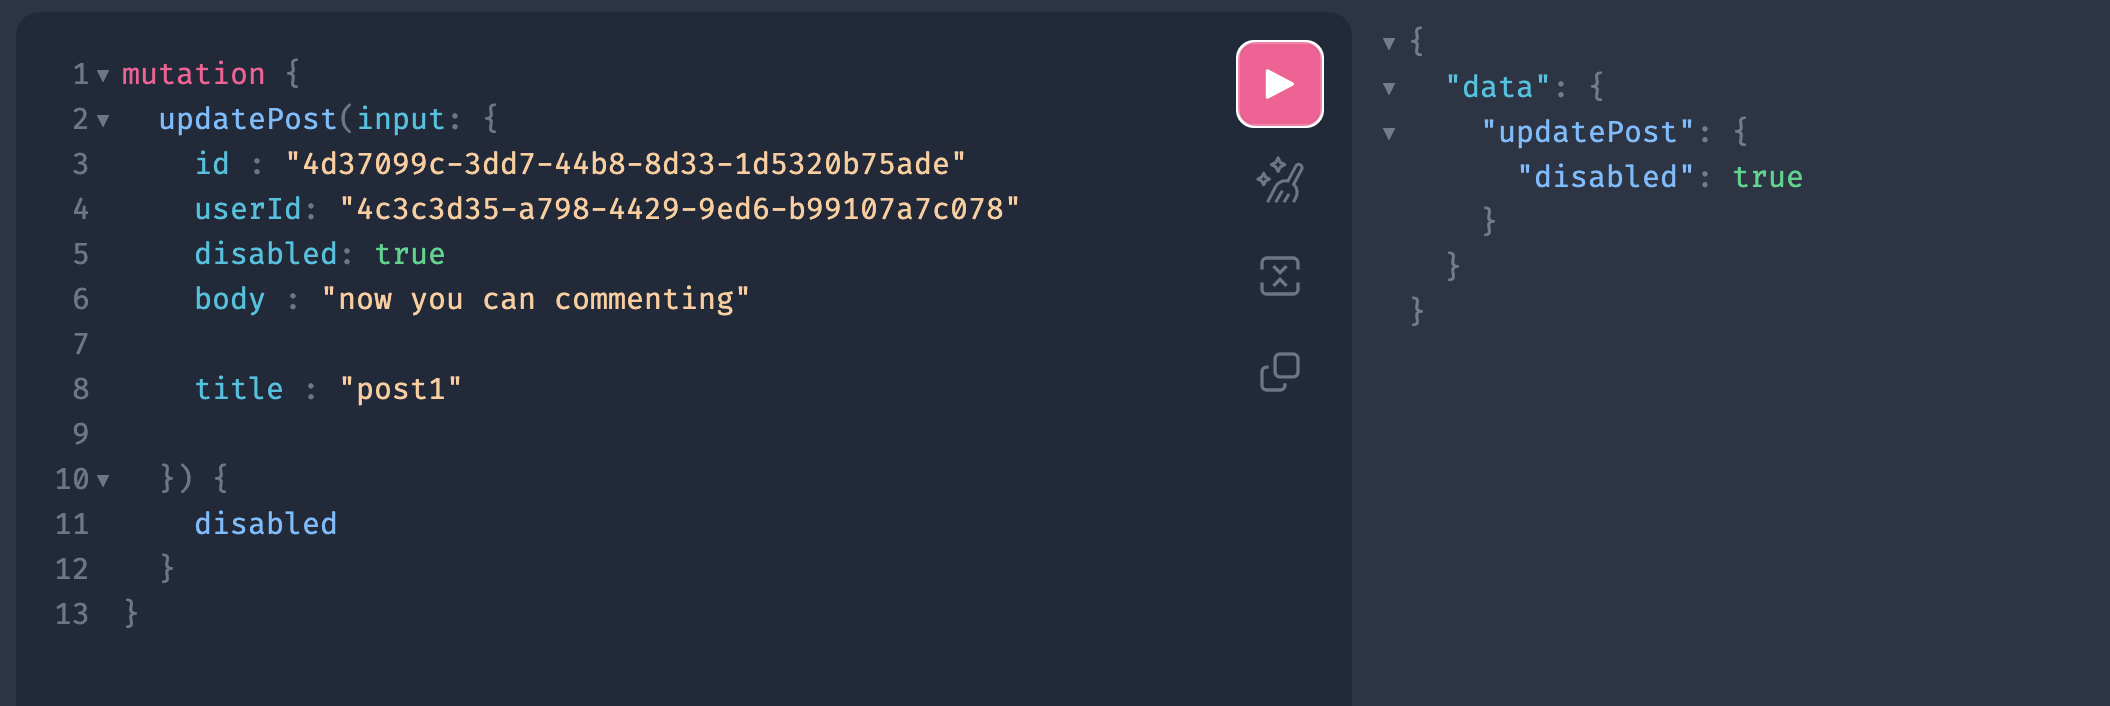 1 mutation {
2 updatePost(input: {
3 id : "4d37099c-3dd7-44b8-8d33-1d5320b75ade"
4 userId: "4c3c3d35-a798-4429-9ed6-b99107a7c078"
5 disabled: true
6 body : "now you can commenting"
7
8 title : "post1"
9
10 }) {
11 disabled
12 }
13 }
{
"data": {
"updatePost": {
"disabled": true
}
}
}